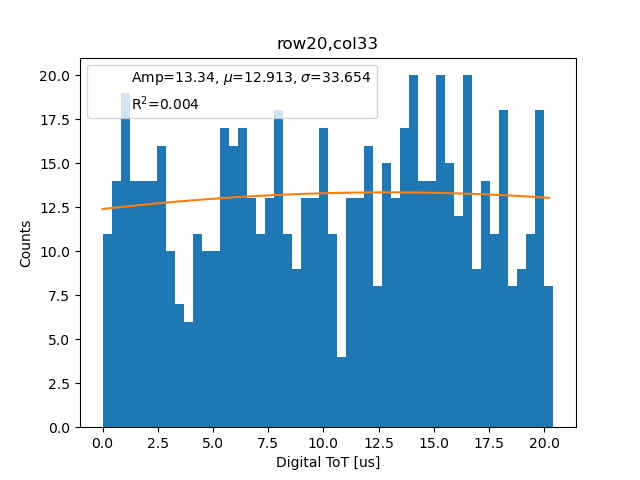 row20,col33
Amp=13.34, μ=12.913, σ=33.654
R²=0.004
20.0
17.5
15.0
12.5
10.0
7.5
5.0
2.5
0.0
Counts
0.0 2.5 5.0 7.5 10.0 12.5 15.0 17.5 20.0
Digital ToT [us]